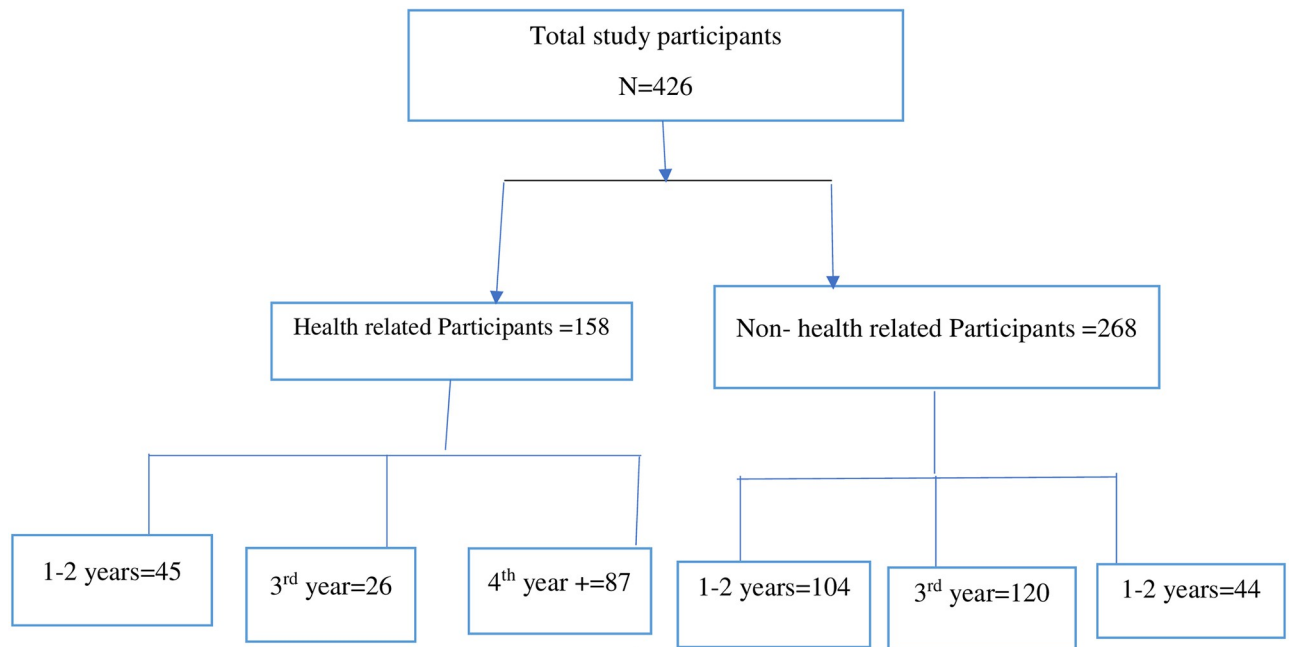 Total study participants
N=426
Health related Participants =158
Non- health related Participants =268
1-2 years=45
3rd year=26
4th year +=87
1-2 years=104
3rd year=120
1-2 years=44